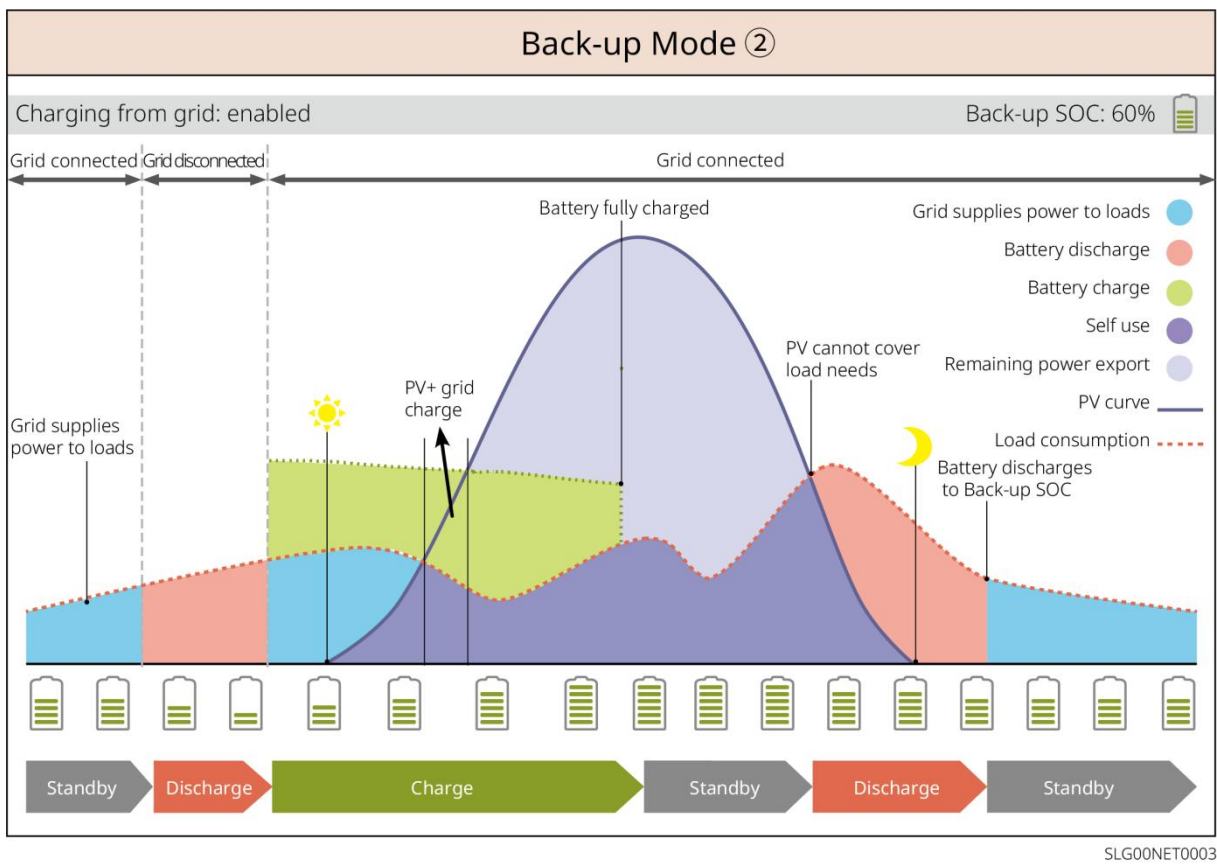 Back-up Mode ②
Charging from grid: enabled
Back-up SOC: 60%
Grid connected
Grid disconnected
Grid connected
Battery fully charged
Grid supplies power to loads
Battery discharge
Battery charge
Self use
Remaining power export
PV curve
Load consumption
PV cannot cover
load needs
PV+ grid
charge
Grid supplies
power to loads
Battery discharges
to Back-up SOC
Standby
Discharge
Charge
Standby
Discharge
Standby
SLG00NET0003